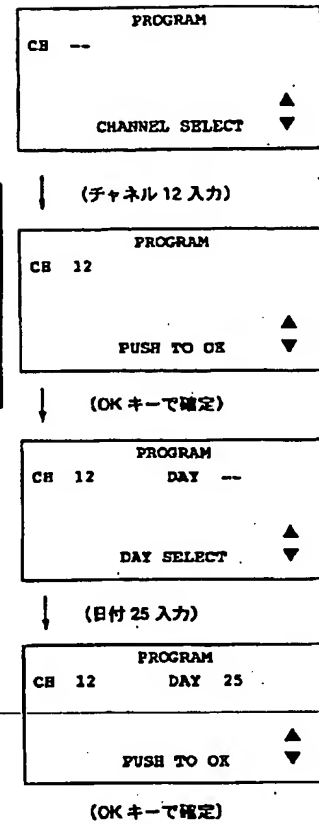 PROGRAM
CH --
▲
CHANNEL SELECT ▼
↓ (チャネル 12 入力)
PROGRAM
CH 12
▲
PUSH TO OK ▼
↓ (OK キーで確定)
PROGRAM
CH 12 DAY --
▲
DAY SELECT ▼
↓ (日付 25 入力)
PROGRAM
CH 12 DAY 25
▲
PUSH TO OK ▼
(OK キーで確定)